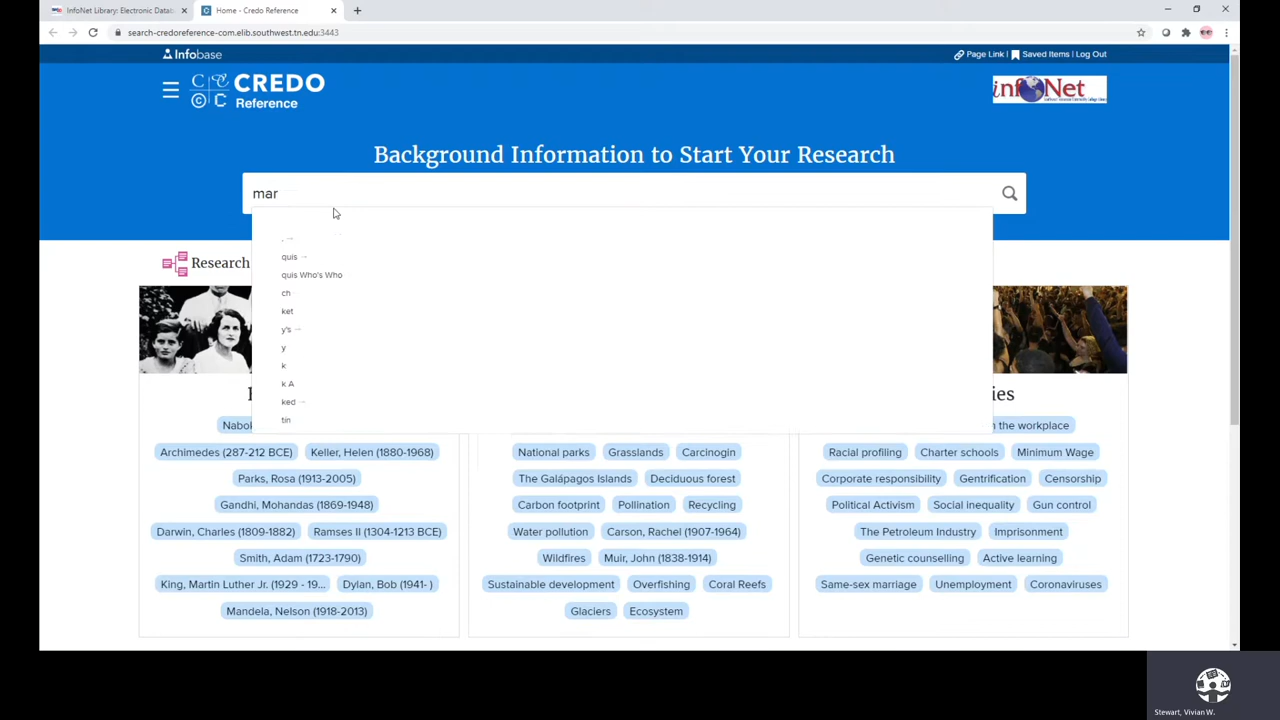 InfoNet Library: Electronic Datab
Home - Credo Reference
search-credoreference-com.elib.southwest.tn.edu:3443
Infobase
Page Link | Saved Items | Log Out
CREDO
Reference
infoNet
Background Information to Start Your Research
mar
quis
quis Who's Who
ch
ket
y's
y
k
k A
ked
tin
Research
ies
Nabok
n the workplace
Archimedes (287-212 BCE) Keller, Helen (1880-1968)
National parks Grasslands Carcinogin
Racial profiling Charter schools Minimum Wage
Parks, Rosa (1913-2005)
The Galápagos Islands Deciduous forest
Corporate responsibility Gentrification Censorship
Gandhi, Mohandas (1869-1948)
Carbon footprint Pollination Recycling
Political Activism Social inequality Gun control
Darwin, Charles (1809-1882) Ramses II (1304-1213 BCE)
Water pollution Carson, Rachel (1907-1964)
The Petroleum Industry Imprisonment
Smith, Adam (1723-1790)
Wildfires Muir, John (1838-1914)
Genetic counselling Active learning
King, Martin Luther Jr. (1929 - 19... Dylan, Bob (1941- )
Sustainable development Overfishing Coral Reefs
Same-sex marriage Unemployment Coronaviruses
Mandela, Nelson (1918-2013)
Glaciers Ecosystem
Stewart, Vivian W.